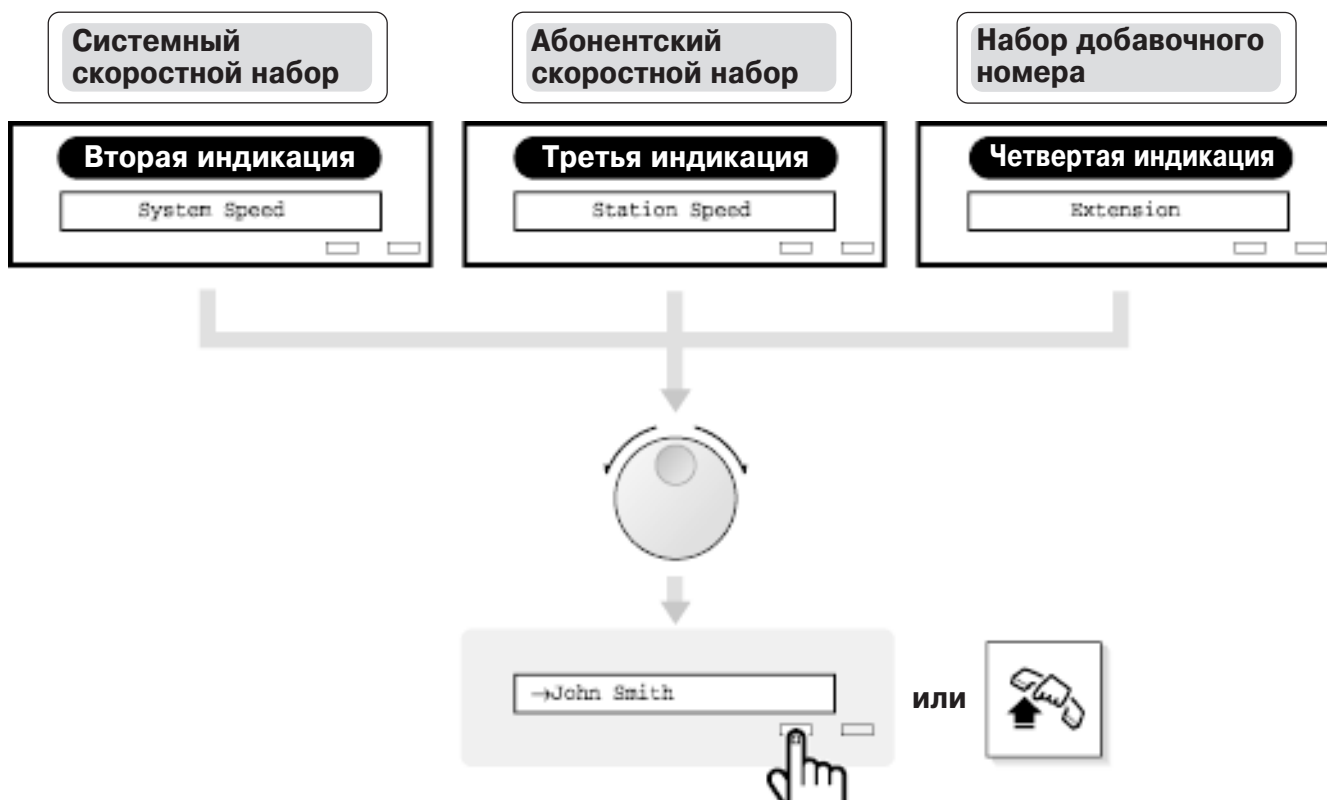 Системный
скоростной набор
Абонентский
скоростной набор
Набор добавочного
номера
Вторая индикация
Третья индикация
Четвертая индикация
System Speed
Station Speed
Extension
→John Smith
или